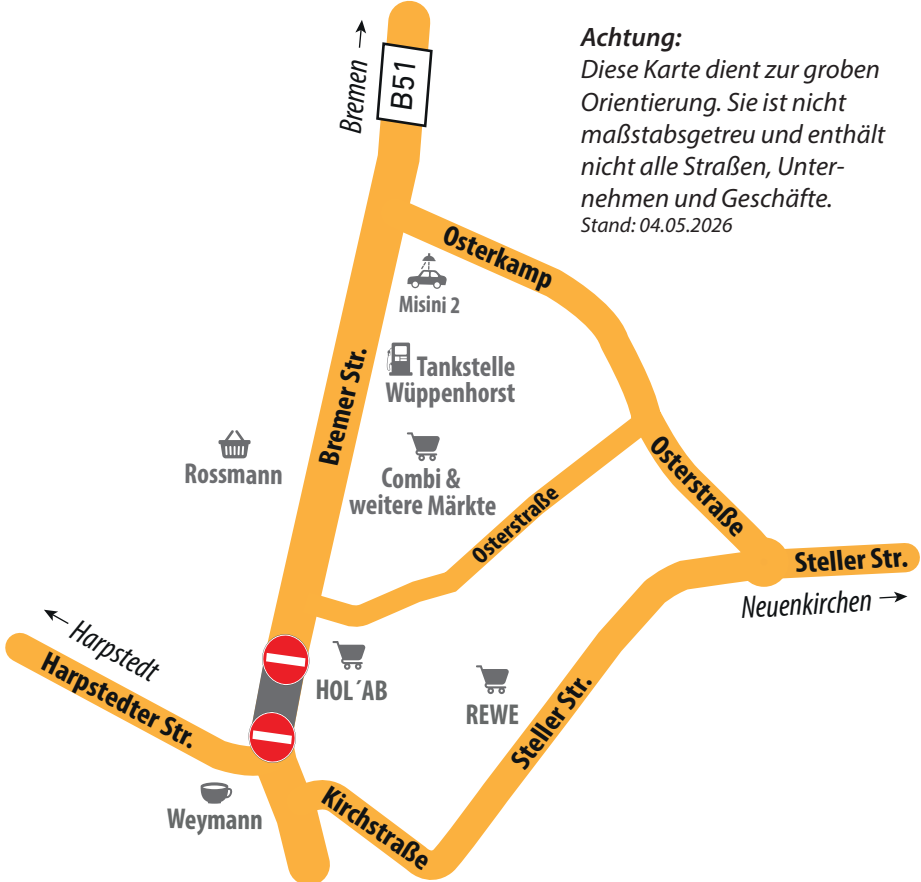 Achtung:
Diese Karte dient zur groben
Orientierung. Sie ist nicht
maßstabsgetreu und enthält
nicht alle Straßen, Unter-
nehmen und Geschäfte.
Stand: 04.05.2026
Bremen →
B51
Osterkamp
Misini 2
Tankstelle
Wüppenhorst
Bremer Str.
Rossmann
Combi &
weitere Märkte
Osterstraße
Osterstraße
Steller Str.
Neuenkirchen →
← Harpstedt
Harpstedter Str.
HOL´AB
REWE
Steller Str.
Weymann
Kirchstraße